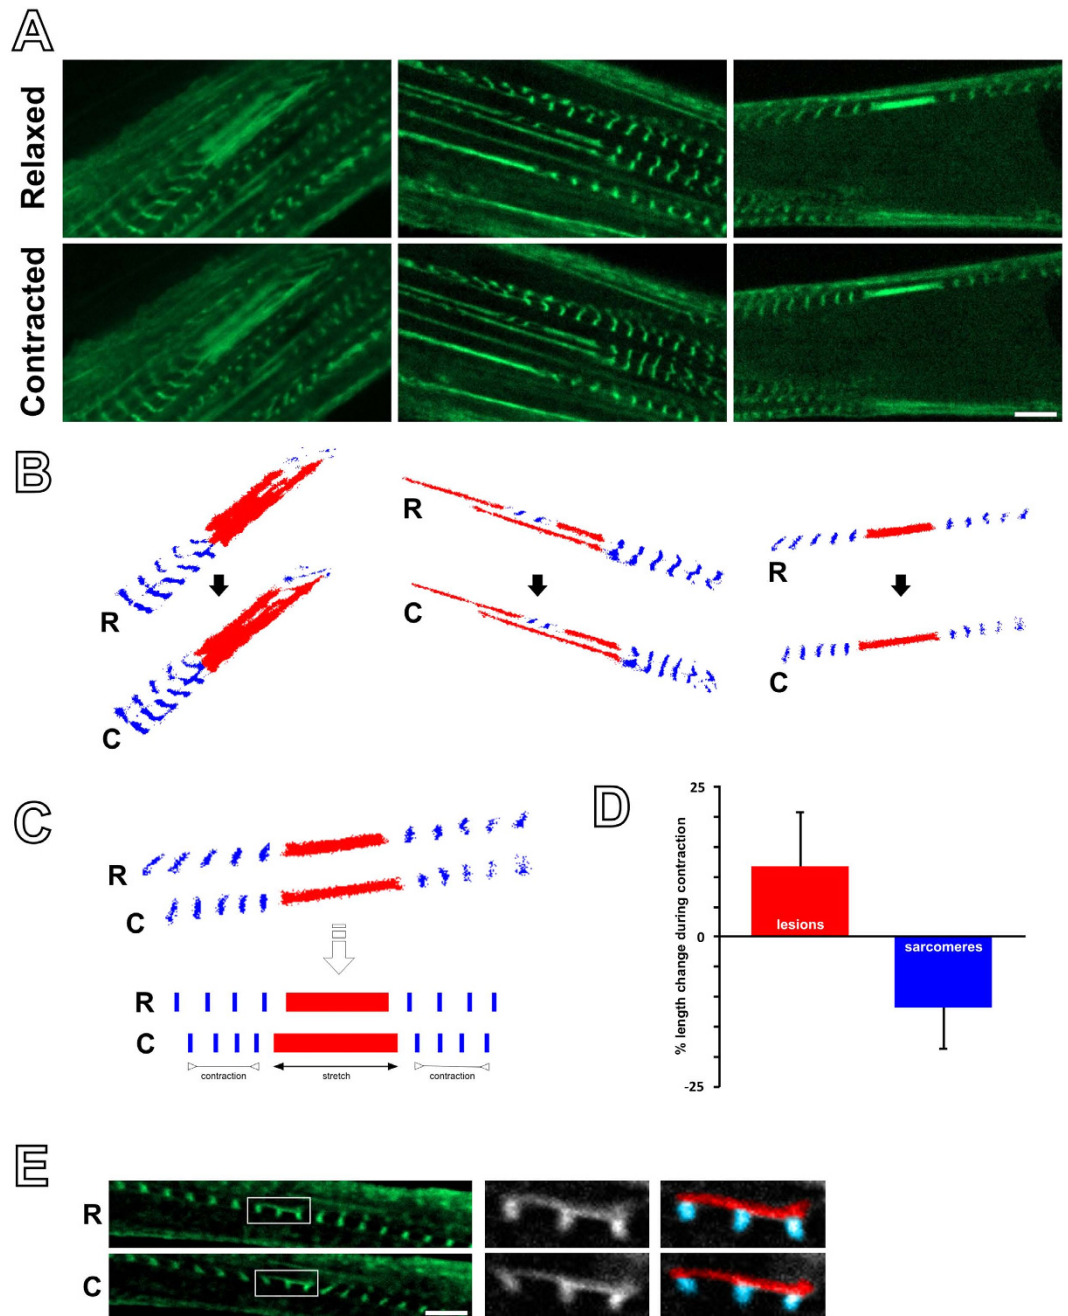 A
Relaxed
Contracted
B
R
R
R
C
C
C
C
R
C
R
C
contraction
stretch
contraction
D
% length change during contraction
25
0
-25
lesions
sarcomeres
E
R
C